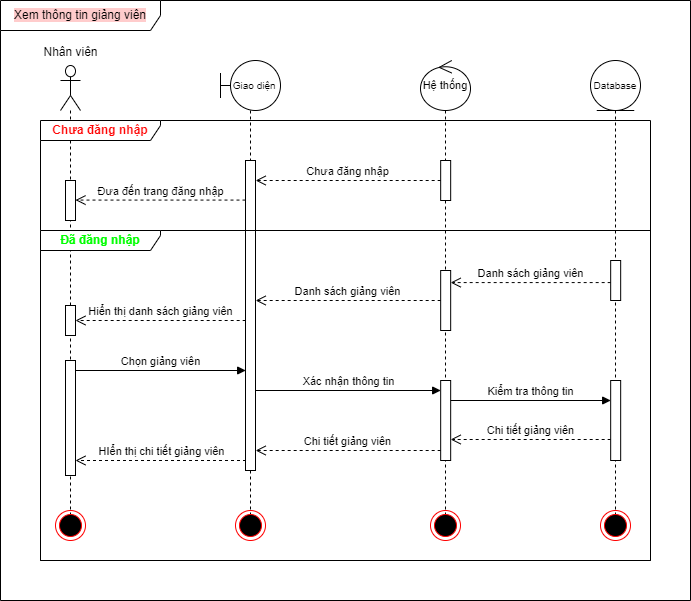 Xem thông tin giảng viên
Nhân viên
Giao diện
Hệ thống
Database
Chưa đăng nhập
Chưa đăng nhập
Đưa đến trang đăng nhập
Đã đăng nhập
Danh sách giảng viên
Danh sách giảng viên
Hiển thị danh sách giảng viên
Chọn giảng viên
Xác nhận thông tin
Kiểm tra thông tin
Chi tiết giảng viên
Chi tiết giảng viên
HIển thị chi tiết giảng viên